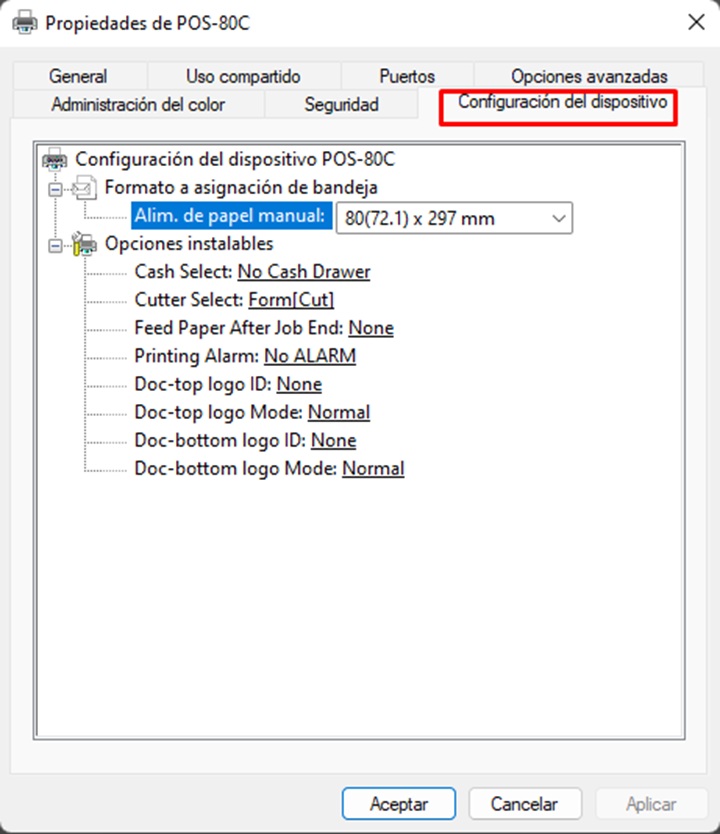 Propiedades de POS-80C
General Uso compartido Puertos Opciones avanzadas
Administración del color Seguridad Configuración del dispositivo
Configuración del dispositivo POS-80C
Formato a asignación de bandeja
Alim. de papel manual: 80(72.1) x 297 mm
Opciones instalables
Cash Select: No Cash Drawer
Cutter Select: Form[Cut]
Feed Paper After Job End: None
Printing Alarm: No ALARM
Doc-top logo ID: None
Doc-top logo Mode: Normal
Doc-bottom logo ID: None
Doc-bottom logo Mode: Normal
Aceptar Cancelar Aplicar